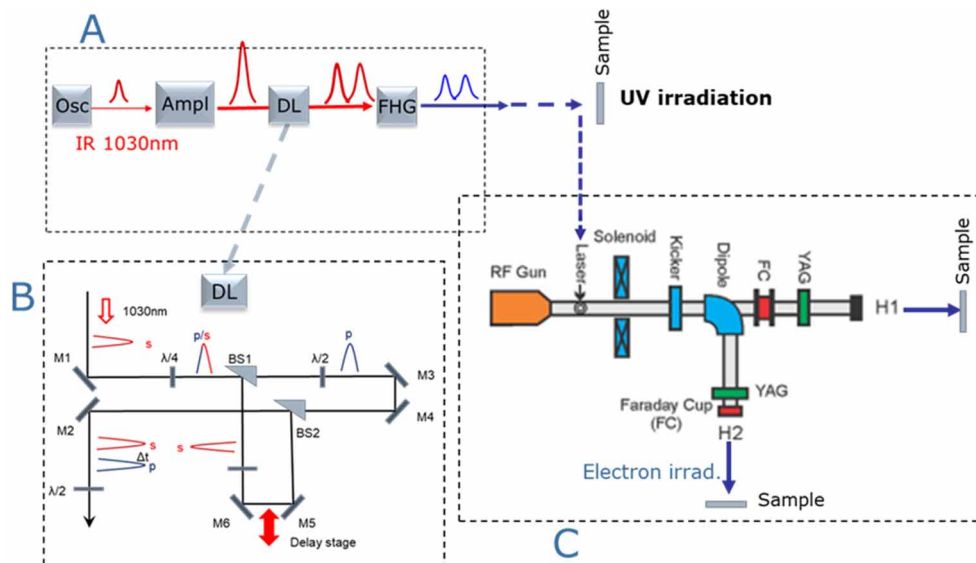 A
Osc
Ampl
DL
FHG
IR 1030nm
Sample
UV irradiation
B
DL
1030nm
s
M1
λ/4
p/s
BS1
λ/2
p
M3
M4
M2
BS2
s
Δt
p
s
λ/2
M6
M5
Delay stage
RF Gun
Laser
Solenoid
Kicker
Dipole
FC
YAG
H1
Sample
YAG
Faraday Cup
(FC)
H2
Electron irrad.
Sample
C